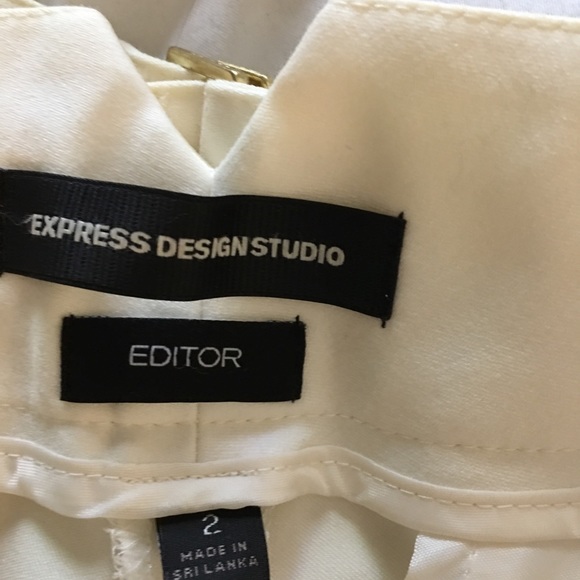 EXPRESS DESIGN STUDIO
EDITOR
2
MADE IN
SRI LANKA